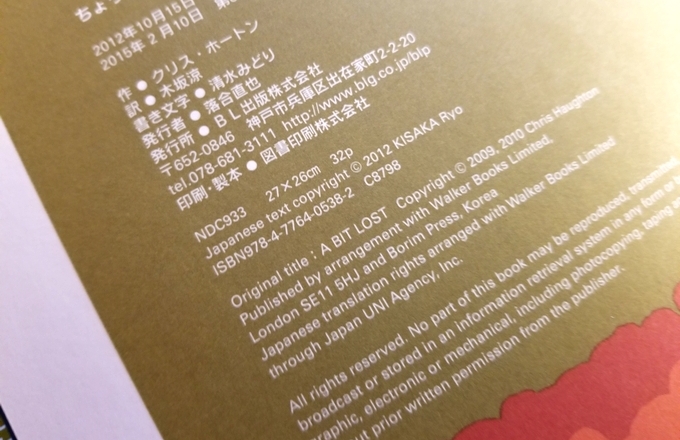 ちょっ
2012年10月15日
2015年 2月10日 第
作 ● クリス・ホートン
訳 ● 木坂涼
書き文字 ● 清水みどり
発行者 ● 落合直也
発行所 ● BL出版株式会社
〒652-0846 神戸市兵庫区出在家町2-2-20
tel.078-681-3111 http://www.blg.co.jp/blp
印刷・製本 ● 図書印刷株式会社
NDC933 27×26cm 32p
Japanese text copyright © 2012 KISAKA Ryo
ISBN978-4-7764-0538-2 C8798
Original title : A BIT LOST Copyright © 2009, 2010 Chris Haughton
Published by arrangement with Walker Books Limited,
London SE11 5HJ and Borim Press, Korea
Japanese translation rights arranged with Walker Books Limited
through Japan UNI Agency, Inc.
All rights reserved. No part of this book may be reproduced, transmitted,
broadcast or stored in an information retrieval system in any form or b
graphic, electronic or mechanical, including photocopying, taping a
ut prior written permission from the publisher.